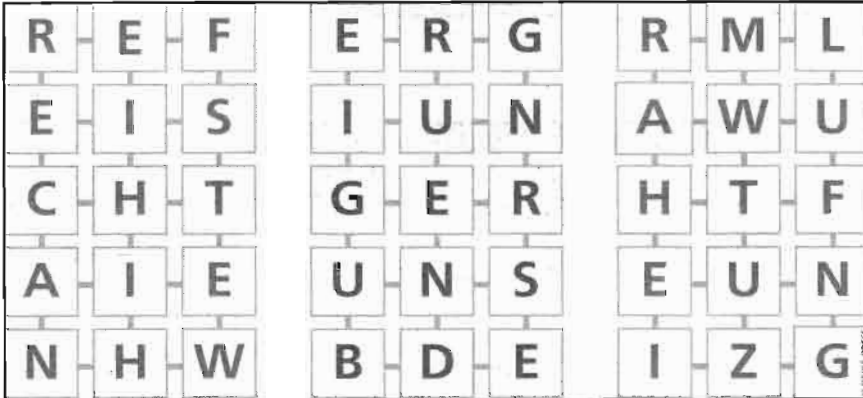 R E F E R G R M L
E I S I U N A W U
C H T G E R H T F
A I E U N S E U N
N H W B D E I Z G